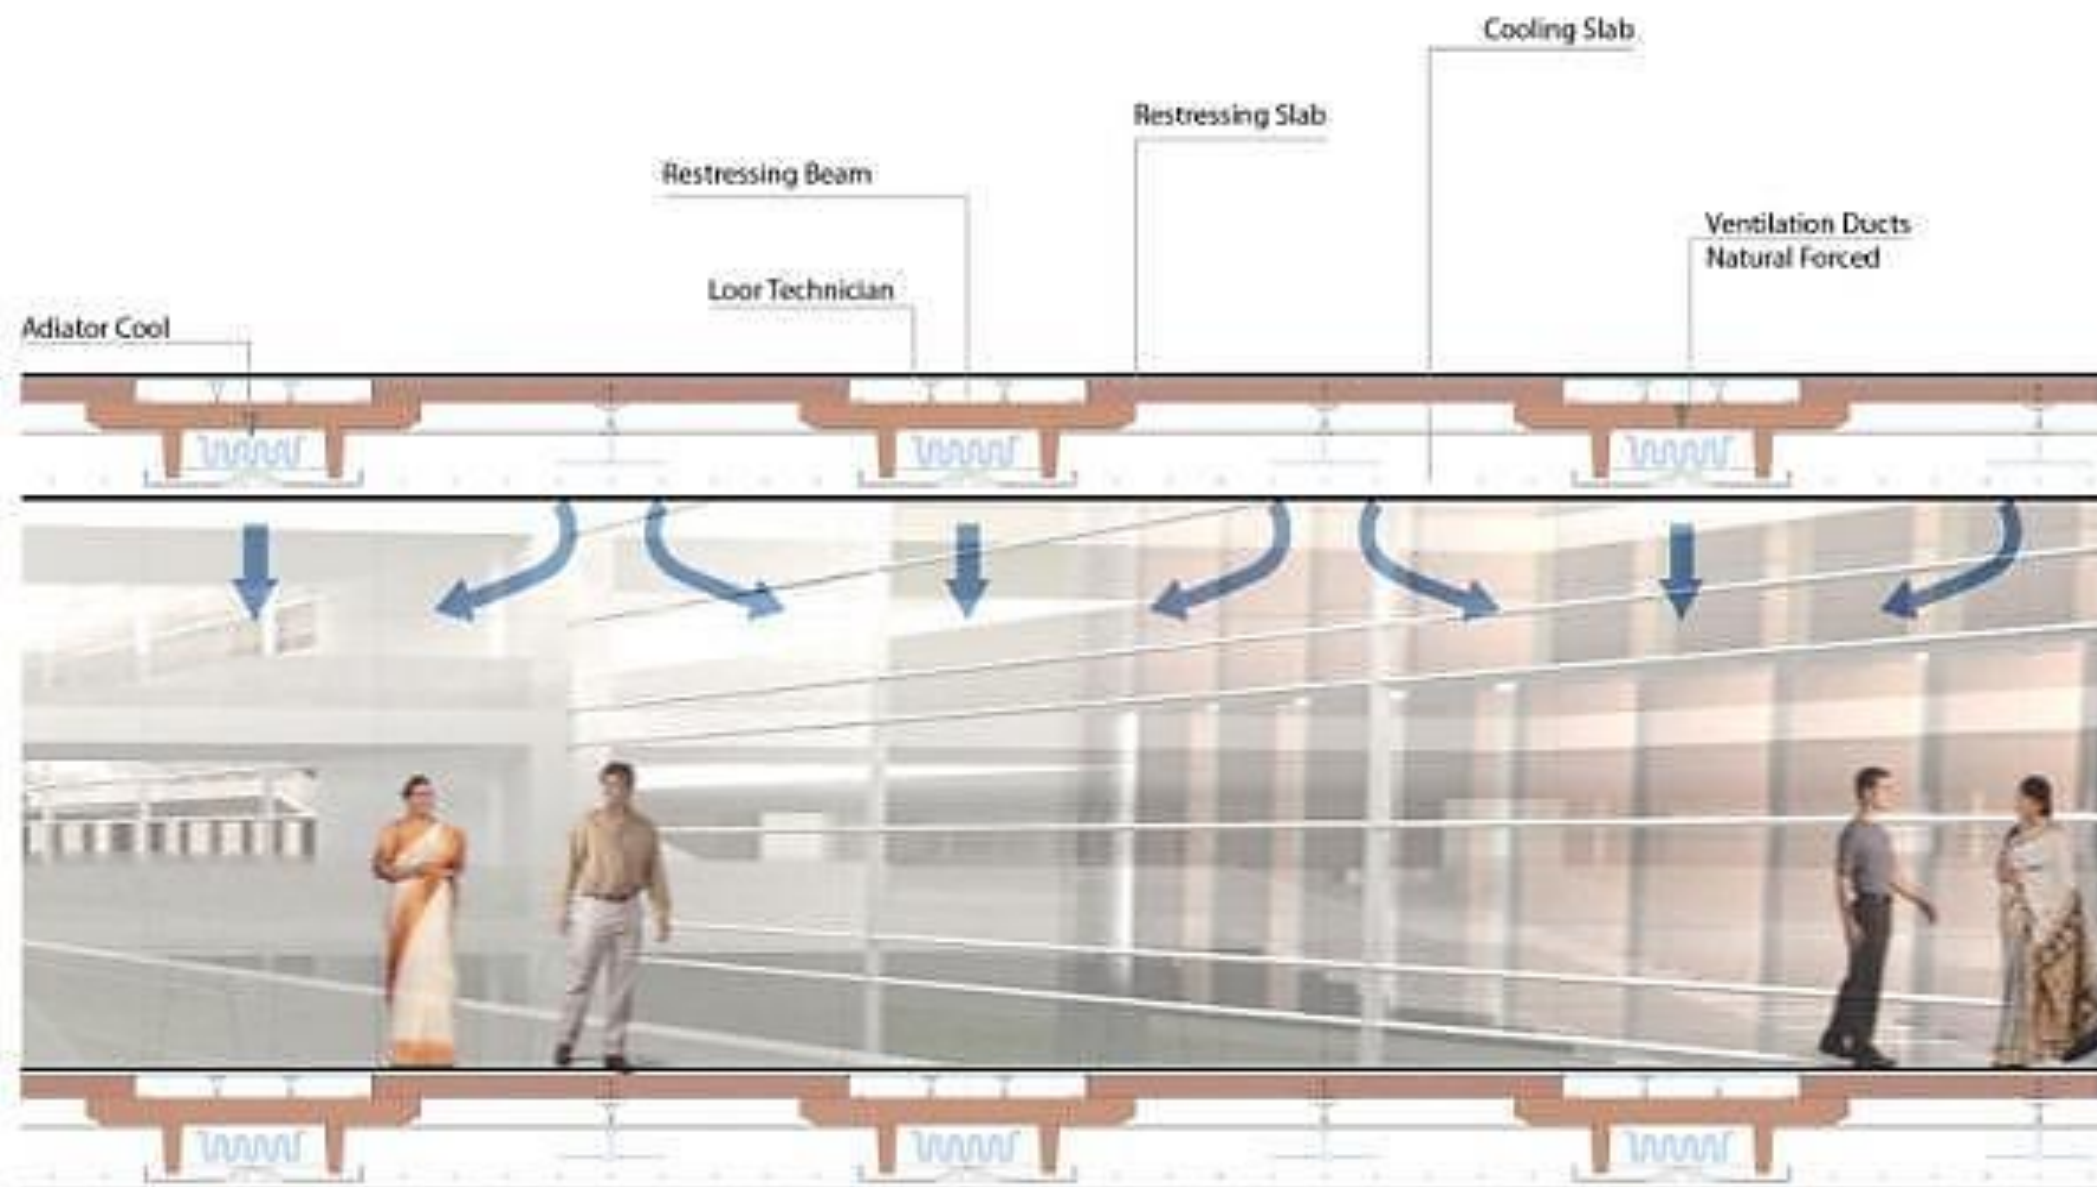 Cooling Slab
Restressing Slab
Restressing Beam
Ventilation Ducts
Natural Forced
Loor Technician
Adiator Cool